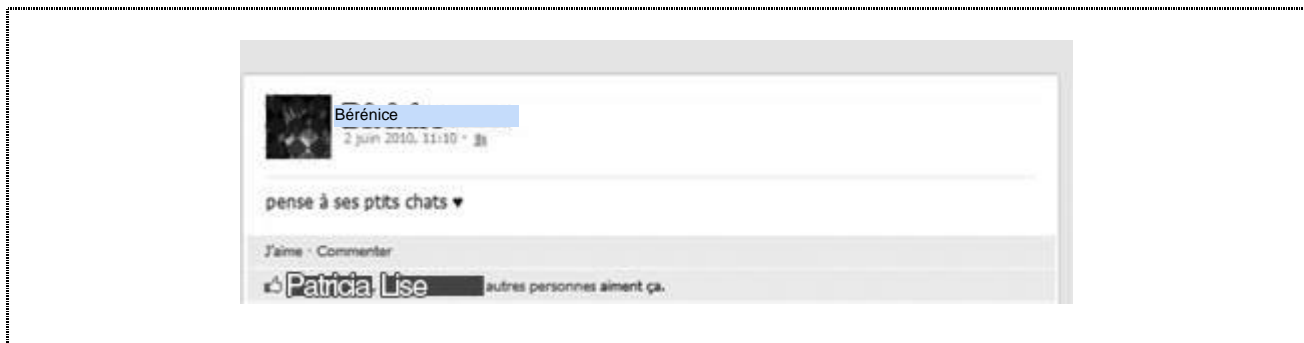 Bérénice
2 juin 2010, 11:10 ·
pense à ses ptits chats ♥
J'aime · Commenter
Patricia, Lise autres personnes aiment ça.